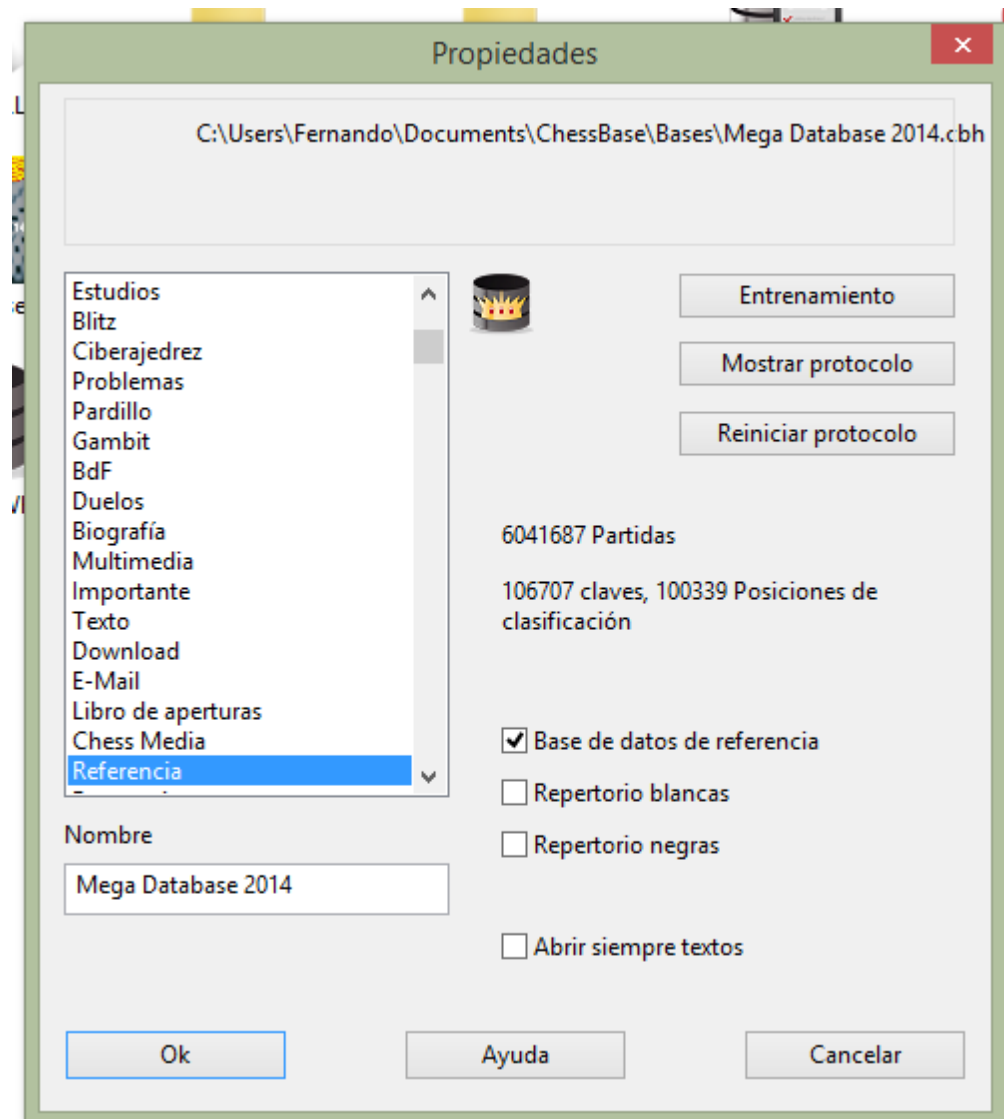 Propiedades
C:\Users\Fernando\Documents\ChessBase\Bases\Mega Database 2014.cbh
Estudios
Blitz
Ciberajedrez
Problemas
Pardillo
Gambit
BdF
Duelos
Biografía
Multimedia
Importante
Texto
Download
E-Mail
Libro de aperturas
Chess Media
Referencia
Entrenamiento
Mostrar protocolo
Reiniciar protocolo
6041687 Partidas
106707 claves, 100339 Posiciones de
clasificación
Base de datos de referencia
Repertorio blancas
Repertorio negras
Abrir siempre textos
Nombre
Mega Database 2014
Ok
Ayuda
Cancelar